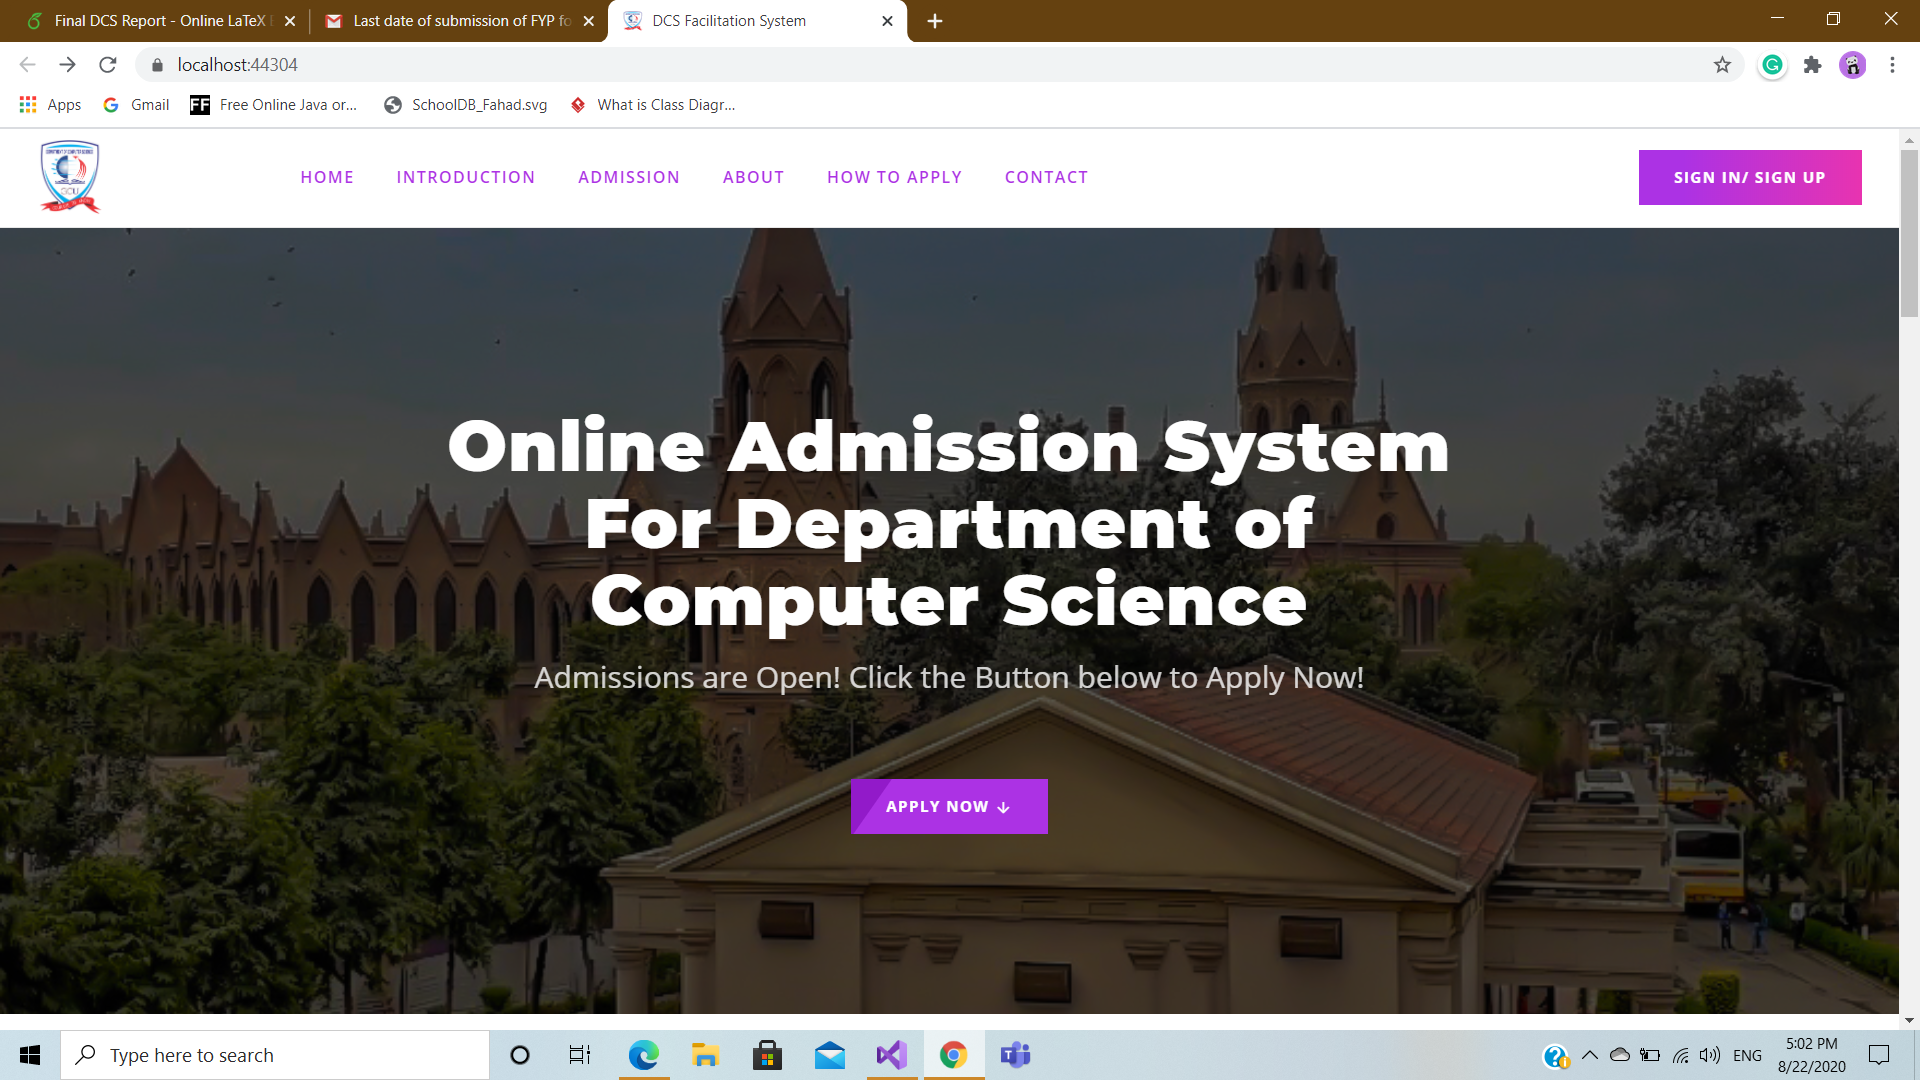 Final DCS Report - Online LaTeX E
Last date of submission of FYP fo
DCS Facilitation System
localhost:44304
Apps
Gmail
FF
Free Online Java or...
SchoolDB_Fahad.svg
What is Class Diagr...
HOME
INTRODUCTION
ADMISSION
ABOUT
HOW TO APPLY
CONTACT
SIGN IN/ SIGN UP
Online Admission System
For Department of
Computer Science
Admissions are Open! Click the Button below to Apply Now!
APPLY NOW ↓
Type here to search
ENG
5:02 PM
8/22/2020